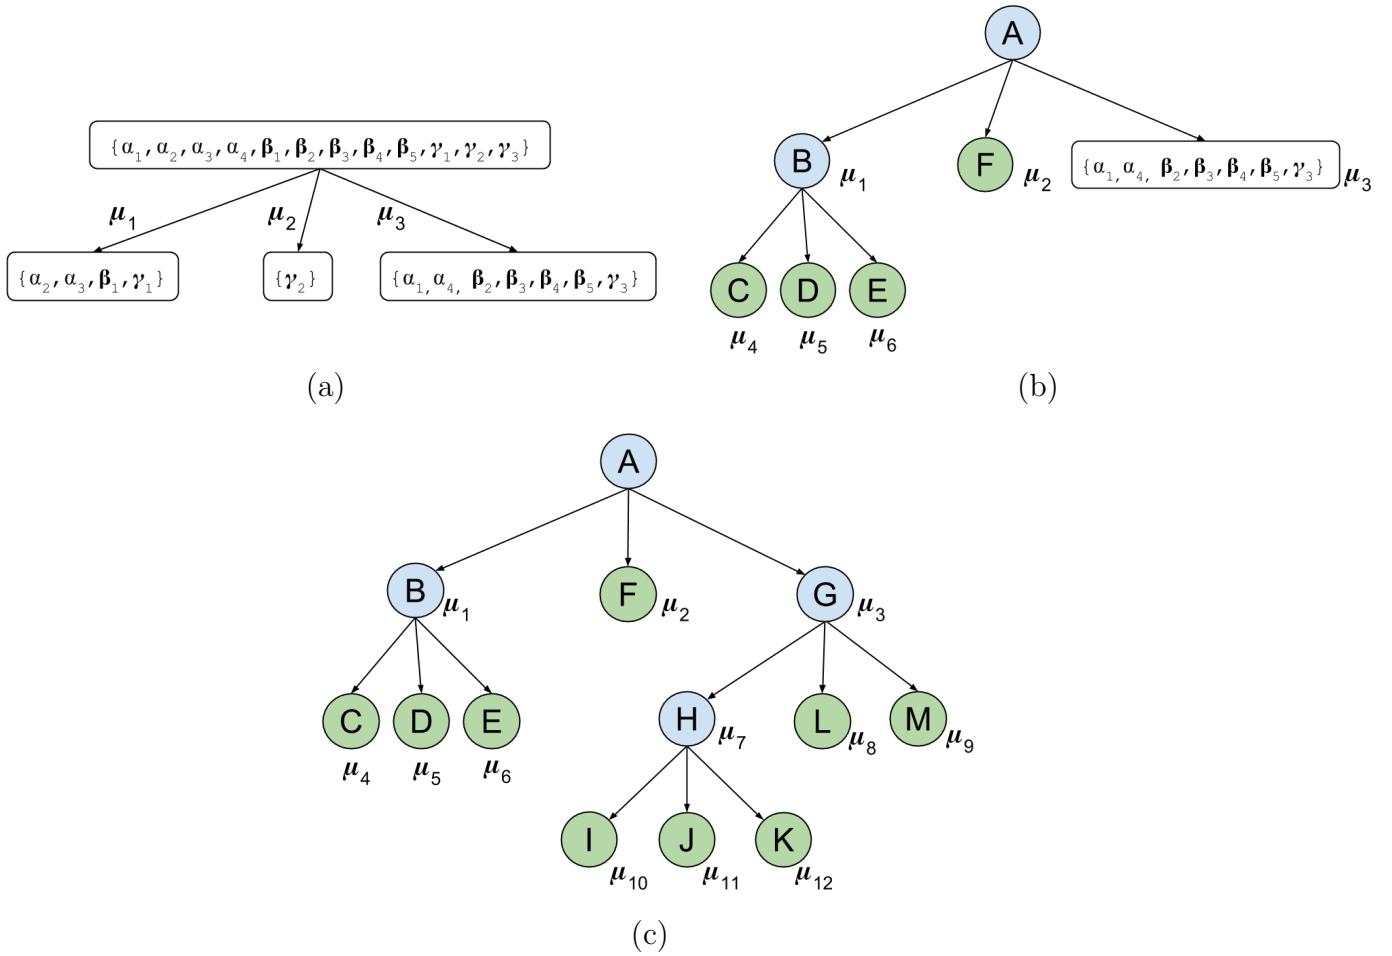 {α₁, α₂, α₃, α₄, β₁, β₂, β₃, β₄, β₅, γ₁, γ₂, γ₃}
μ₁ μ₂ μ₃
{α₂, α₃, β₁, γ₁} {γ₂} {α₁, α₄, β₂, β₃, β₄, β₅, γ₃}
(a)
A
B μ₁ F μ₂ {α₁, α₄, β₂, β₃, β₄, β₅, γ₃} μ₃
C D E
μ₄ μ₅ μ₆
(b)
A
B μ₁ F μ₂ G μ₃
C D E H μ₇ L μ₈ M μ₉
μ₄ μ₅ μ₆
I J K
μ₁₀ μ₁₁ μ₁₂
(c)